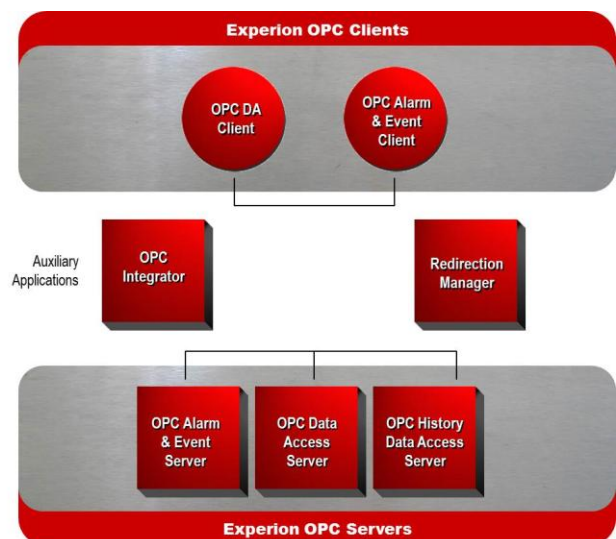 Experion OPC Clients
OPC DA
Client
OPC Alarm
& Event
Client
Auxiliary
Applications
OPC
Integrator
Redirection
Manager
OPC Alarm
& Event
Server
OPC Data
Access
Server
OPC History
Data Access
Server
Experion OPC Servers